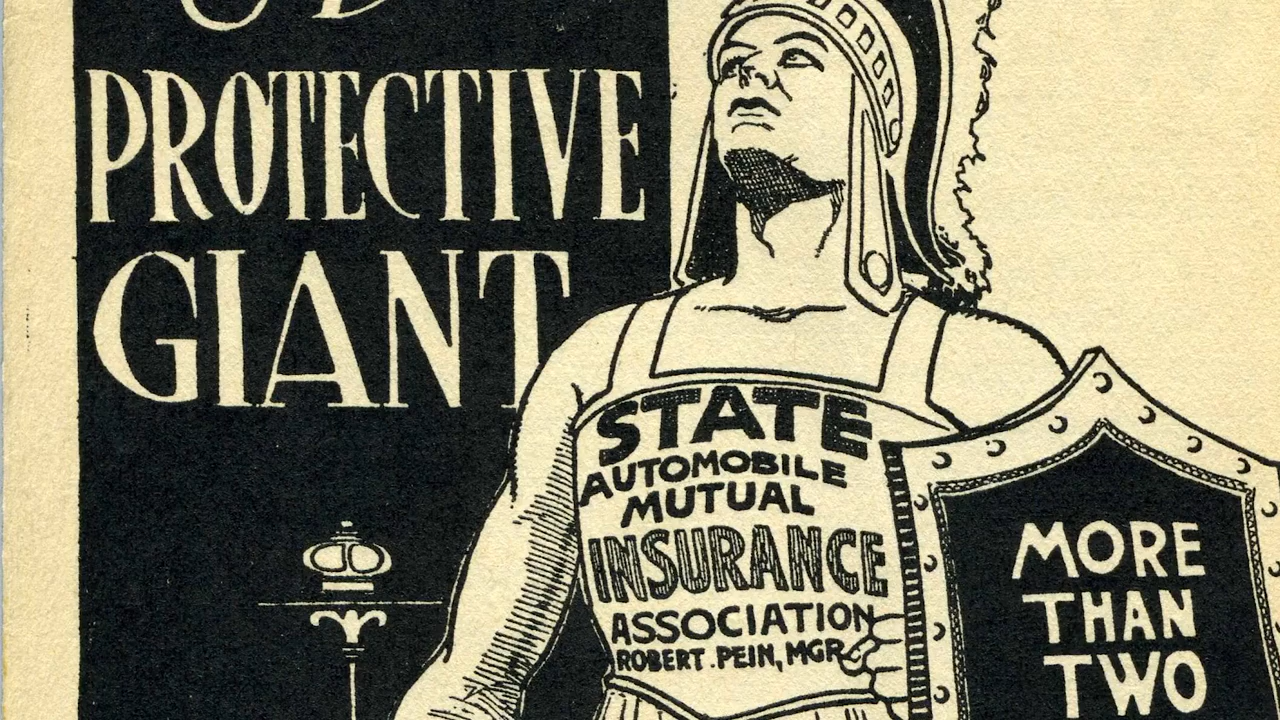 PROTECTIVE
GIANT
STATE
AUTOMOBILE
MUTUAL
INSURANCE
ASSOCIATION
ROBERT.PEIN, MGR.
MORE
THAN
TWO